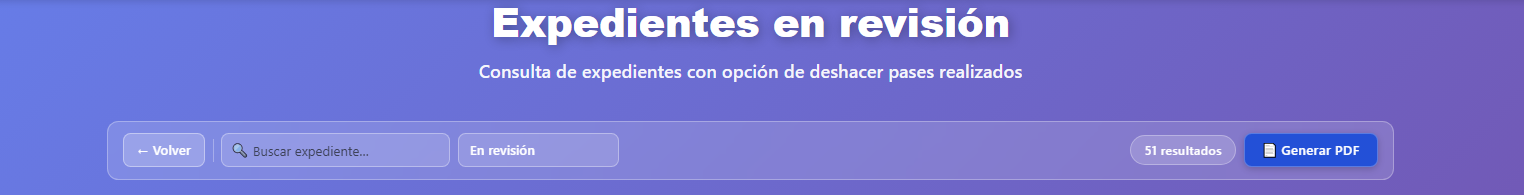 Expedientes en revisión
Consulta de expedientes con opción de deshacer pases realizados
← Volver
Buscar expediente...
En revisión
51 resultados
Generar PDF